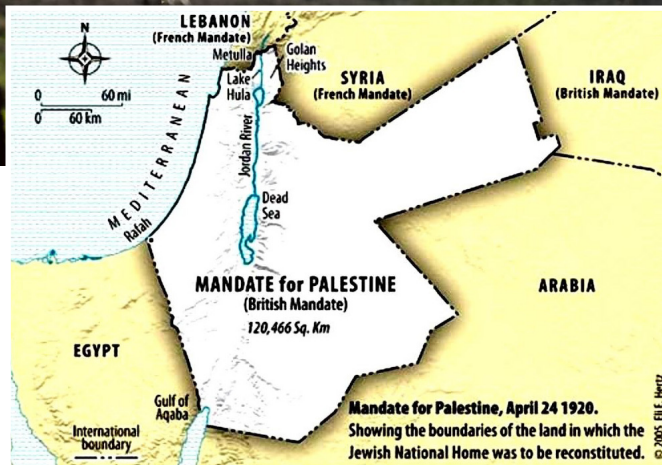 LEBANON
(French Mandate)
N
Metulla
Golan
Heights
Lake
Hula
SYRIA
(French Mandate)
IRAQ
(British Mandate)
0 60 mi
0 60 km
MEDITERRANEAN
Jordan River
Rafah
Dead
Sea
MANDATE for PALESTINE
(British Mandate)
120,466 Sq. Km
ARABIA
EGYPT
Gulf of
Aqaba
International
boundary
Mandate for Palestine, April 24 1920.
Showing the boundaries of the land in which the
Jewish National Home was to be reconstituted.
© 2005 Eli E. Hertz